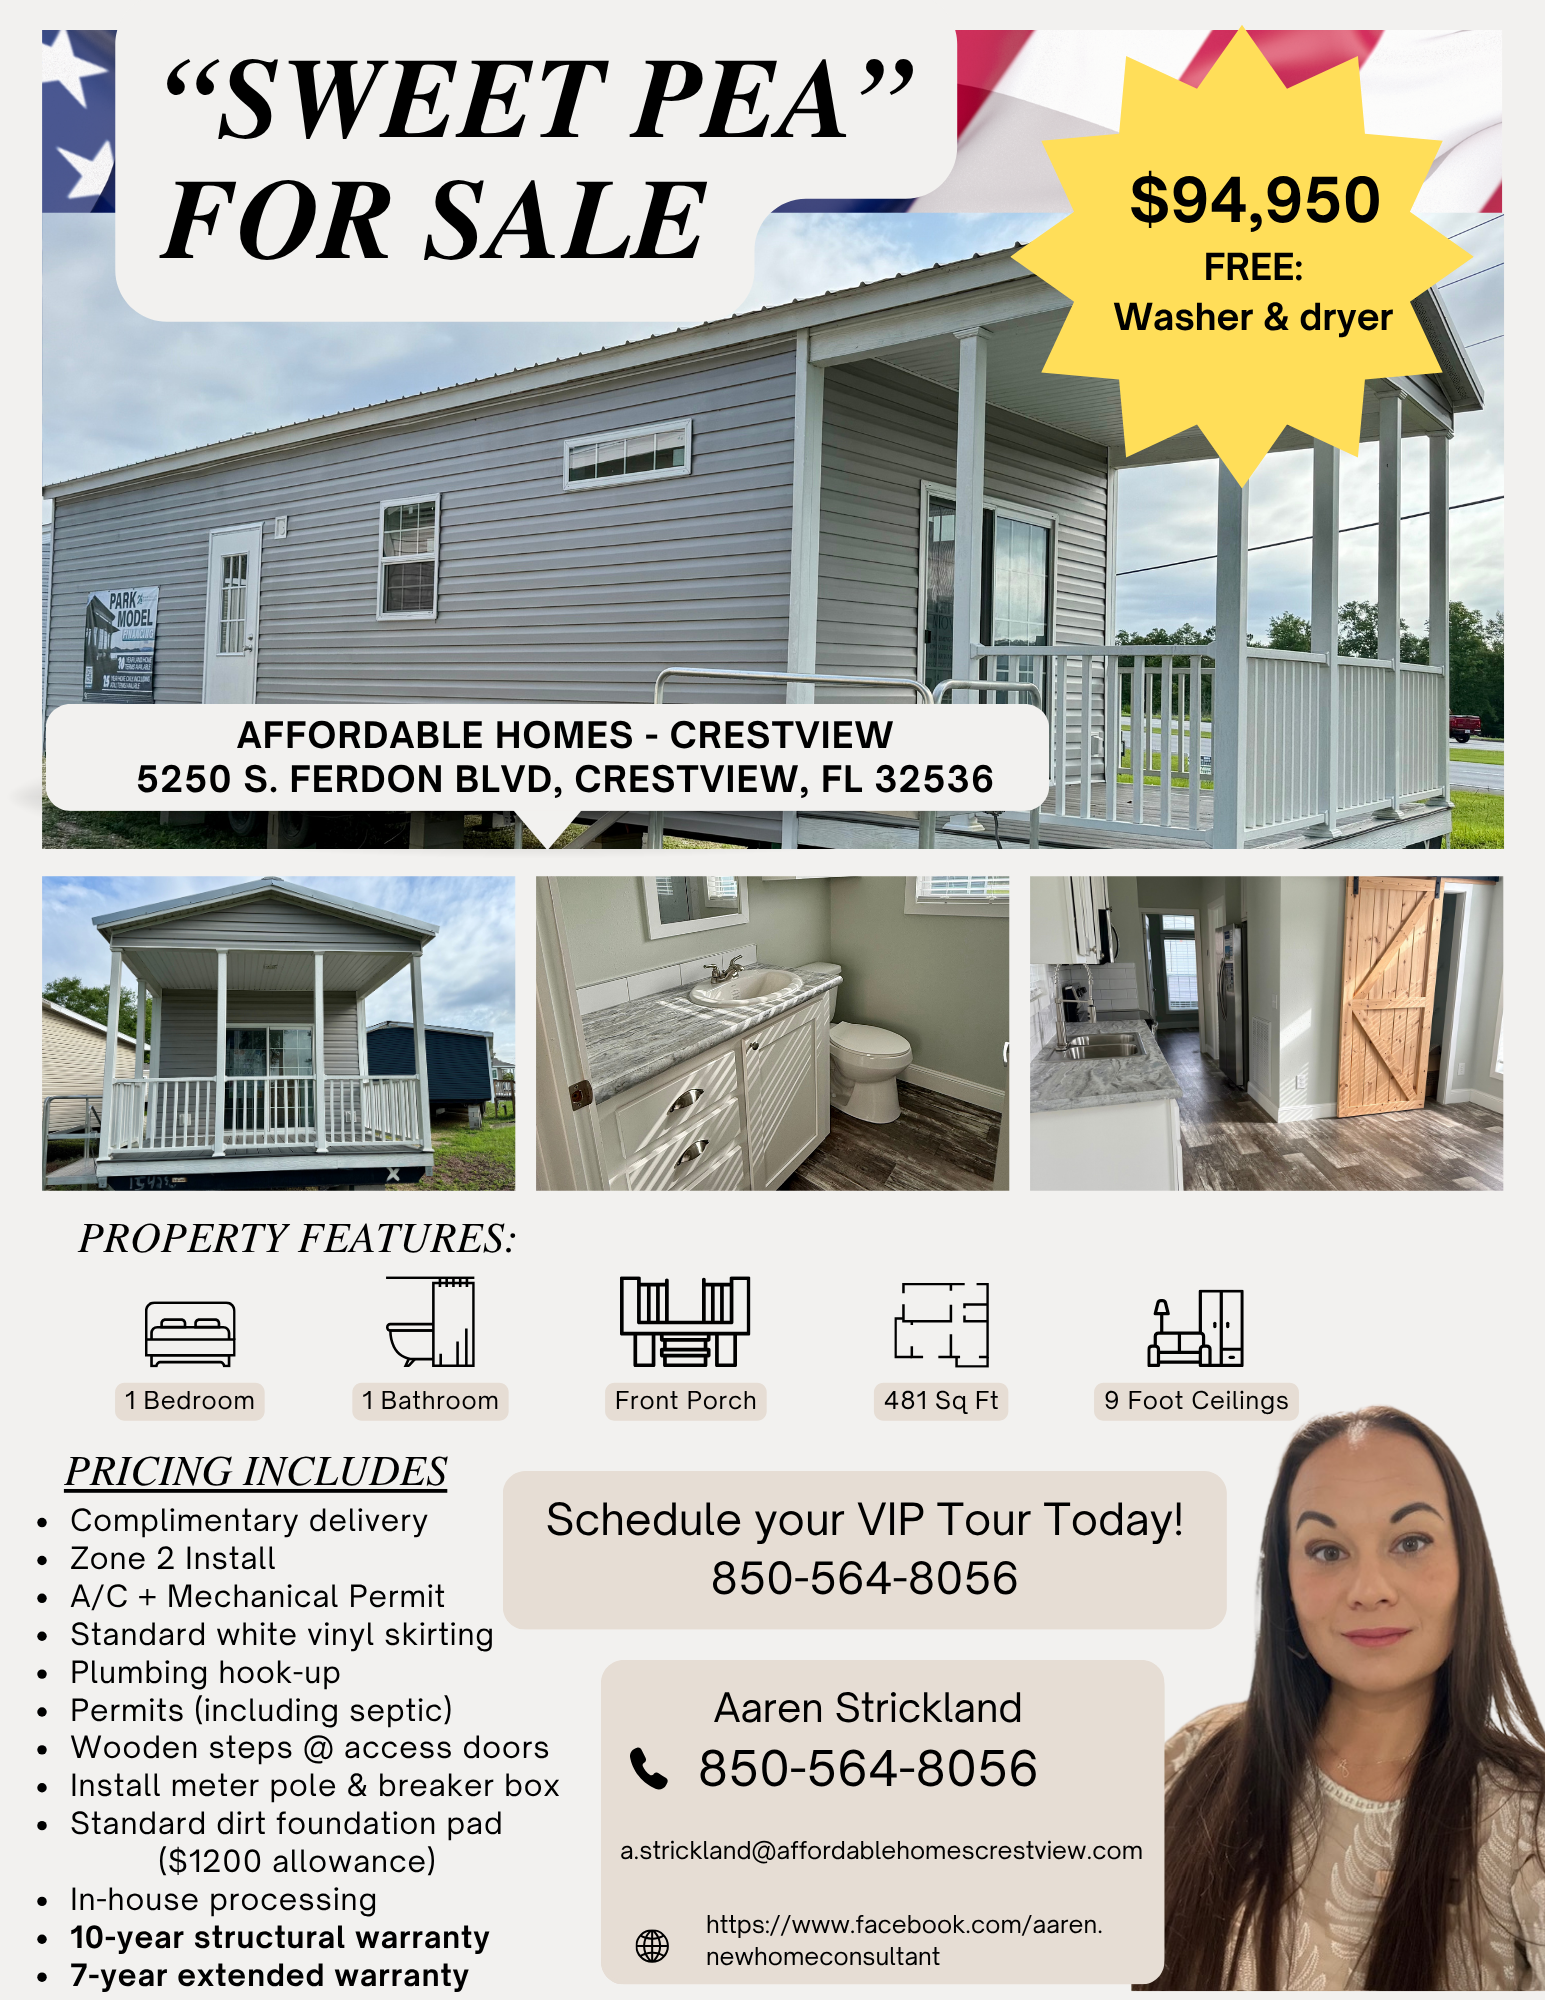 “SWEET PEA”
FOR SALE
$94,950
FREE:
Washer & dryer
PARK
MODEL
FINANCING
AFFORDABLE HOMES - CRESTVIEW
5250 S. FERDON BLVD, CRESTVIEW, FL 32536
PROPERTY FEATURES:
1 Bedroom
1 Bathroom
Front Porch
481 Sq Ft
9 Foot Ceilings
PRICING INCLUDES
• Complimentary delivery
• Zone 2 Install
• A/C + Mechanical Permit
• Standard white vinyl skirting
• Plumbing hook-up
• Permits (including septic)
• Wooden steps @ access doors
• Install meter pole & breaker box
• Standard dirt foundation pad
($1200 allowance)
• In-house processing
• 10-year structural warranty
• 7-year extended warranty
Schedule your VIP Tour Today!
850-564-8056
Aaren Strickland
850-564-8056
a.strickland@affordablehomescrestview.com
https://www.facebook.com/aaren.
newhomeconsultant